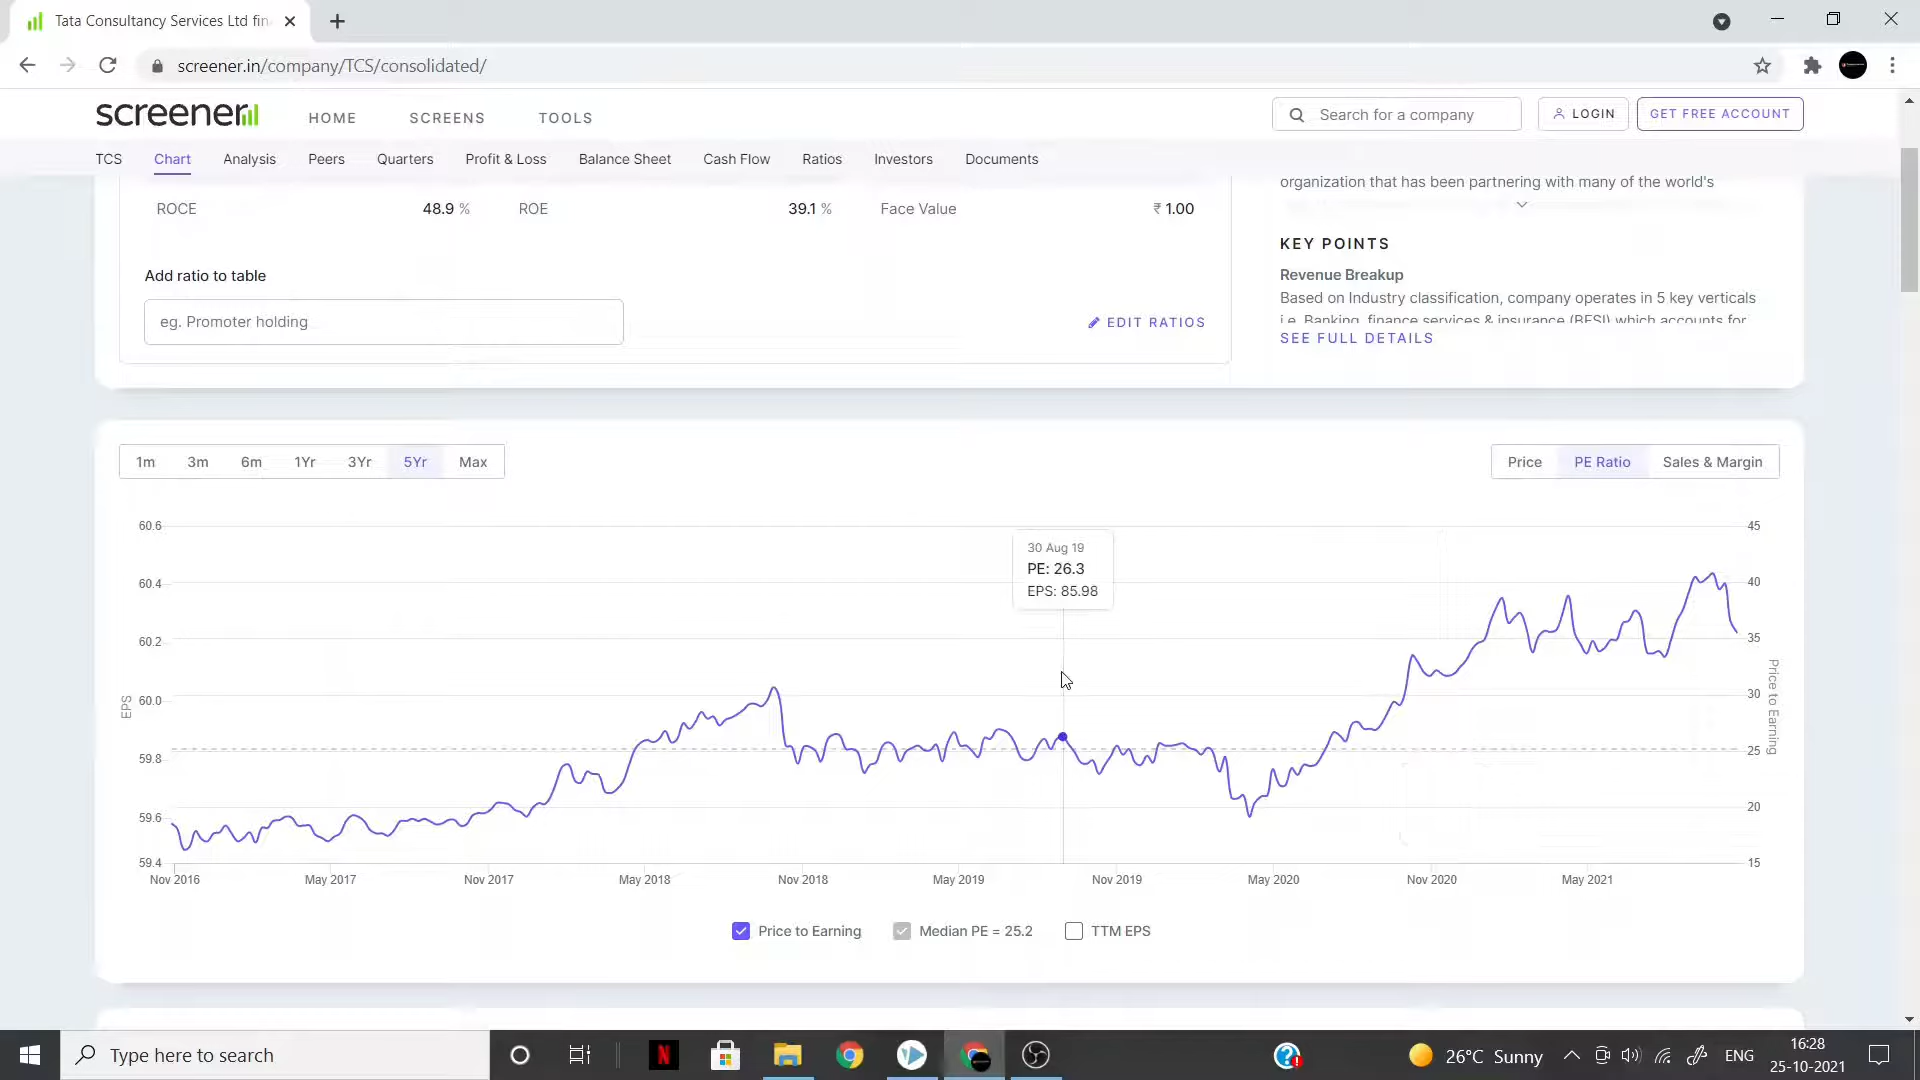 Tata Consultancy Services Ltd fin
screener.in/company/TCS/consolidated/
screener
HOME
SCREENS
TOOLS
Search for a company
LOGIN
GET FREE ACCOUNT
TCS
Chart
Analysis
Peers
Quarters
Profit & Loss
Balance Sheet
Cash Flow
Ratios
Investors
Documents
ROCE
48.9 %
ROE
39.1 %
Face Value
₹ 1.00
Add ratio to table
eg. Promoter holding
EDIT RATIOS
organization that has been partnering with many of the world's
KEY POINTS
Revenue Breakup
Based on Industry classification, company operates in 5 key verticals
i.e. Banking, finance services & insurance (BFSI) which accounts for
SEE FULL DETAILS
1m
3m
6m
1Yr
3Yr
5Yr
Max
Price
PE Ratio
Sales & Margin
60.6
60.4
60.2
60.0
59.8
59.6
59.4
EPS
30 Aug 19
PE: 26.3
EPS: 85.98
45
40
35
30
25
20
15
Price to Earning
Nov 2016
May 2017
Nov 2017
May 2018
Nov 2018
May 2019
Nov 2019
May 2020
Nov 2020
May 2021
Price to Earning
Median PE = 25.2
TTM EPS
Type here to search
N
26°C Sunny
ENG
16:28
25-10-2021